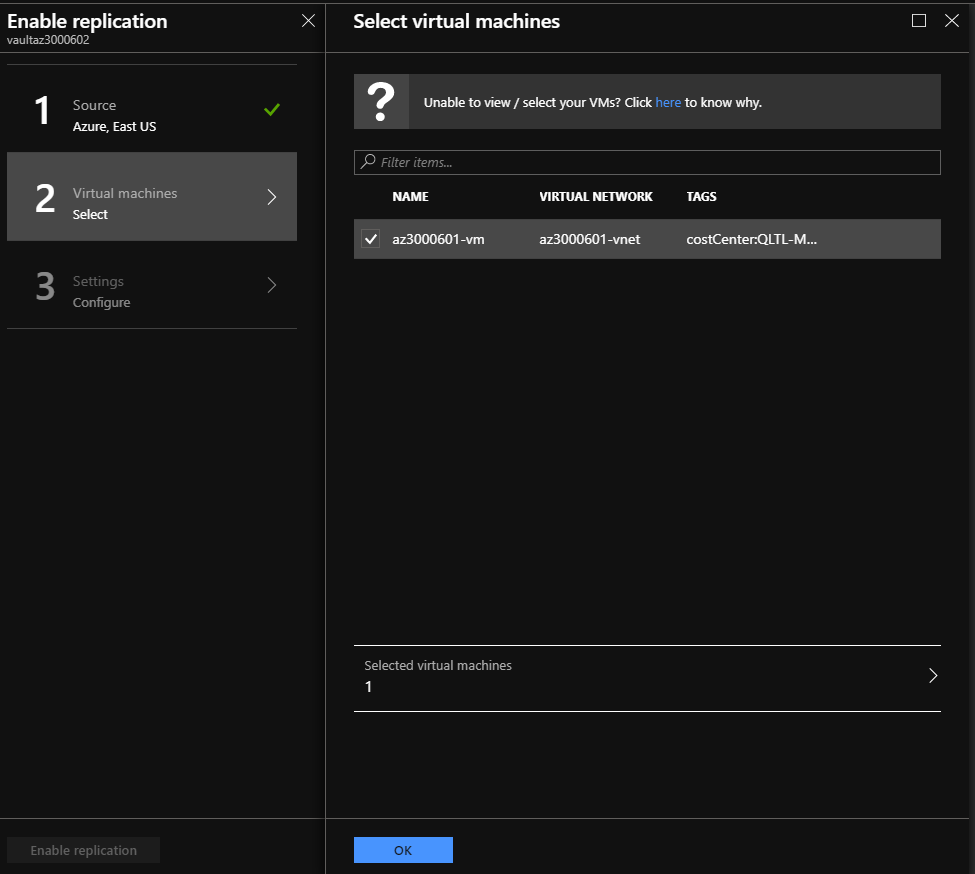 Enable replication
vaultaz3000602
1
Source
Azure, East US
2
Virtual machines
Select
3
Settings
Configure
Enable replication
Select virtual machines
? Unable to view / select your VMs? Click here to know why.
Filter items...
NAME VIRTUAL NETWORK TAGS
az3000601-vm az3000601-vnet costCenter:QLTL-M...
Selected virtual machines
1
OK